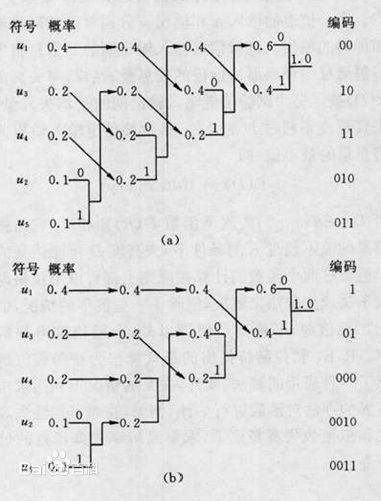 符号 概率 编码
u₁ 0.4 0.4 0.4 0.6 0 1.0 00
u₃ 0.2 0.2 0.4 0 0.4 1 10
u₄ 0.2 0.2 0 0.2 1 11
u₂ 0.1 0 0.2 1 010
u₅ 0.1 1 011
(a)
符号 概率 编码
u₁ 0.4 0.4 0.4 0.6 0 1.0 1
u₃ 0.2 0.2 0.4 0 0.4 1 01
u₄ 0.2 0.2 0 0.2 1 000
u₂ 0.1 0 0.2 1 0010
1 0011
Bai 百科
(b)